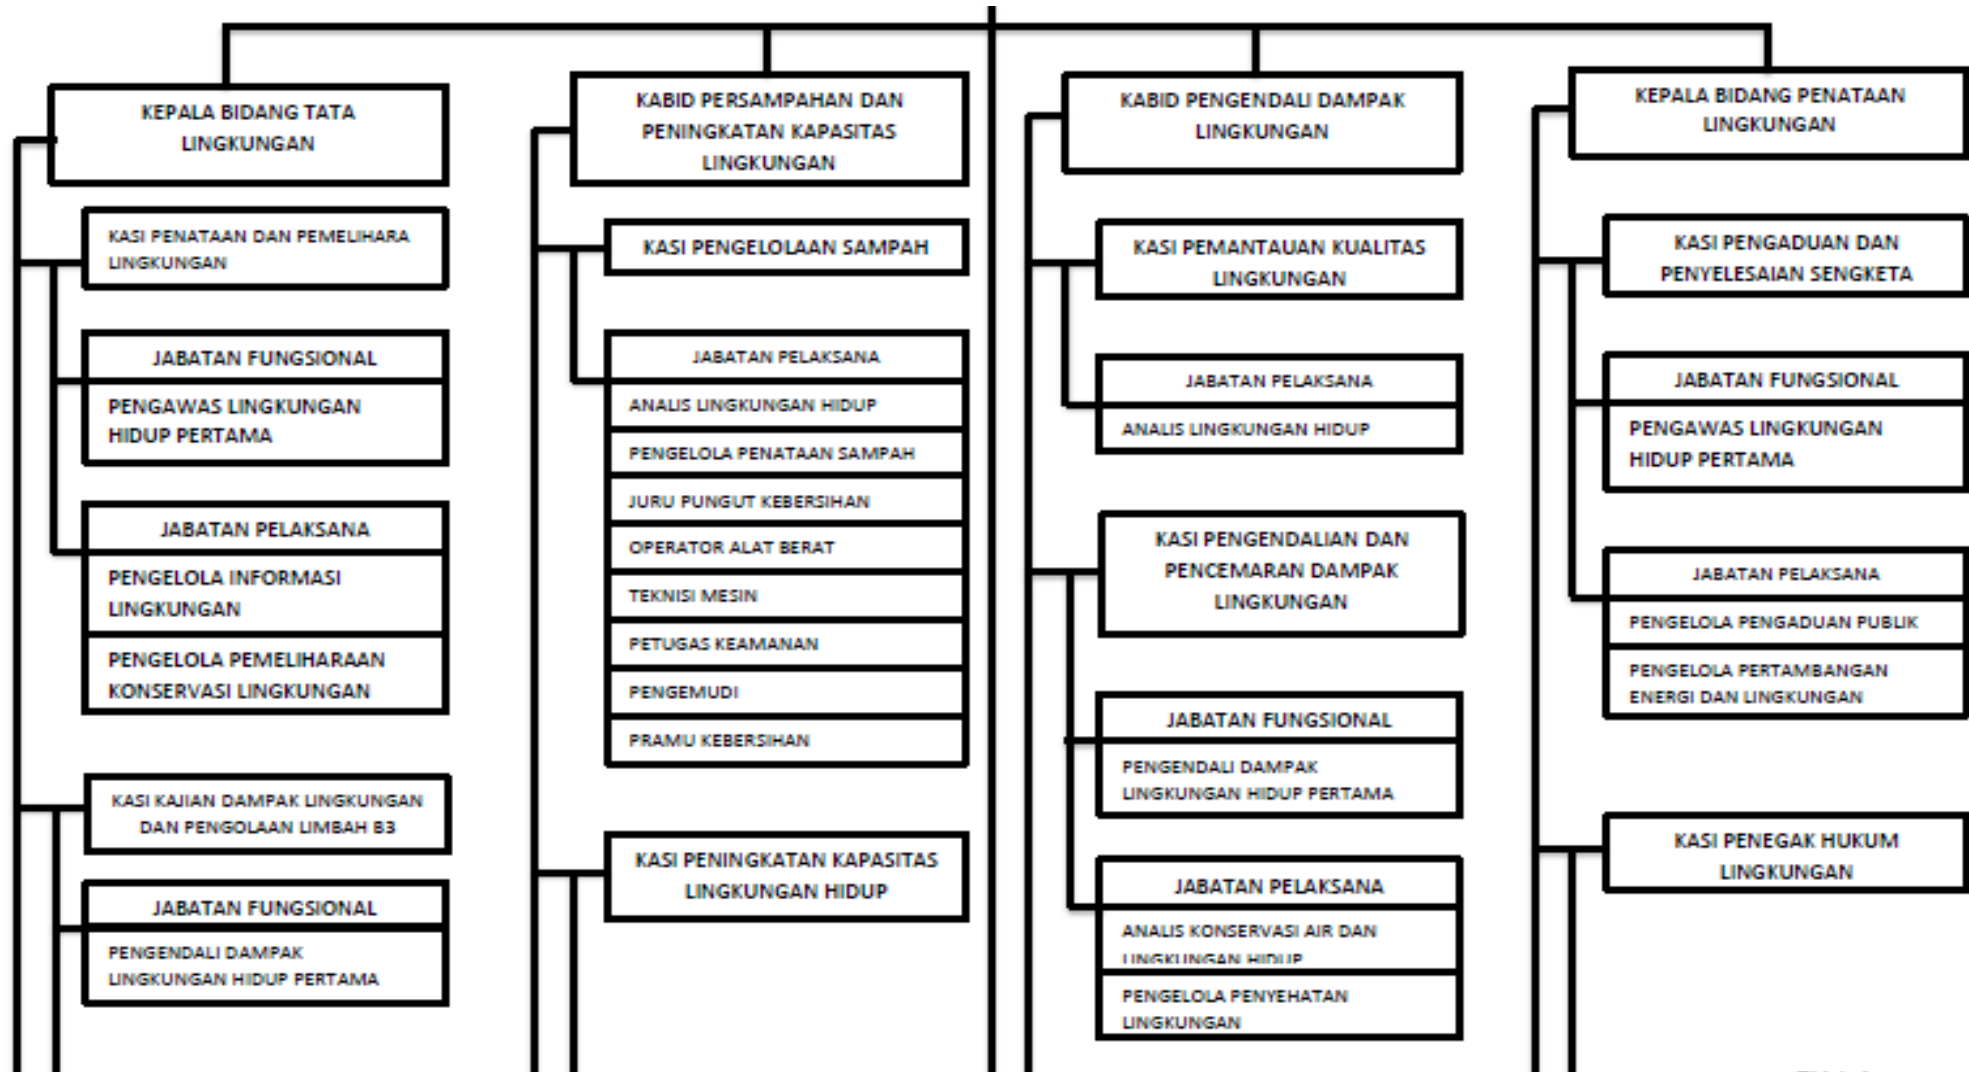 KEPALA BIDANG TATA
LINGKUNGAN
KASI PENATAAN DAN PEMELIHARA
LINGKUNGAN
JABATAN FUNGSIONAL
PENGAWAS LINGKUNGAN
HIDUP PERTAMA
JABATAN PELAKSANA
PENGELOLA INFORMASI
LINGKUNGAN
PENGELOLA PEMELIHARAAN
KONSERVASI LINGKUNGAN
KASI KAJIAN DAMPAK LINGKUNGAN
DAN PENGOLAAN LIMBAH B3
JABATAN FUNGSIONAL
PENGENDALI DAMPAK
LINGKUNGAN HIDUP PERTAMA
KABID PERSAMPAHAN DAN
PENINGKATAN KAPASITAS
LINGKUNGAN
KASI PENGELOLAAN SAMPAH
JABATAN PELAKSANA
ANALIS LINGKUNGAN HIDUP
PENGELOLA PENATAAN SAMPAH
JURU PUNGUT KEBERSIHAN
OPERATOR ALAT BERAT
TEKNISI MESIN
PETUGAS KEAMANAN
PENGEMUDI
PRAMU KEBERSIHAN
KASI PENINGKATAN KAPASITAS
LINGKUNGAN HIDUP
KABID PENGENDALI DAMPAK
LINGKUNGAN
KASI PEMANTAUAN KUALITAS
LINGKUNGAN
JABATAN PELAKSANA
ANALIS LINGKUNGAN HIDUP
KASI PENGENDALIAN DAN
PENCEMARAN DAMPAK
LINGKUNGAN
JABATAN FUNGSIONAL
PENGENDALI DAMPAK
LINGKUNGAN HIDUP PERTAMA
JABATAN PELAKSANA
ANALIS KONSERVASI AIR DAN
LINGKUNGAN HIDUP
PENGELOLA PENYEHATAN
LINGKUNGAN
KEPALA BIDANG PENATAAN
LINGKUNGAN
KASI PENGADUAN DAN
PENYELESAIAN SENGKETA
JABATAN FUNGSIONAL
PENGAWAS LINGKUNGAN
HIDUP PERTAMA
JABATAN PELAKSANA
PENGELOLA PENGADUAN PUBLIK
PENGELOLA PERTAMBANGAN
ENERGI DAN LINGKUNGAN
KASI PENEGAK HUKUM
LINGKUNGAN